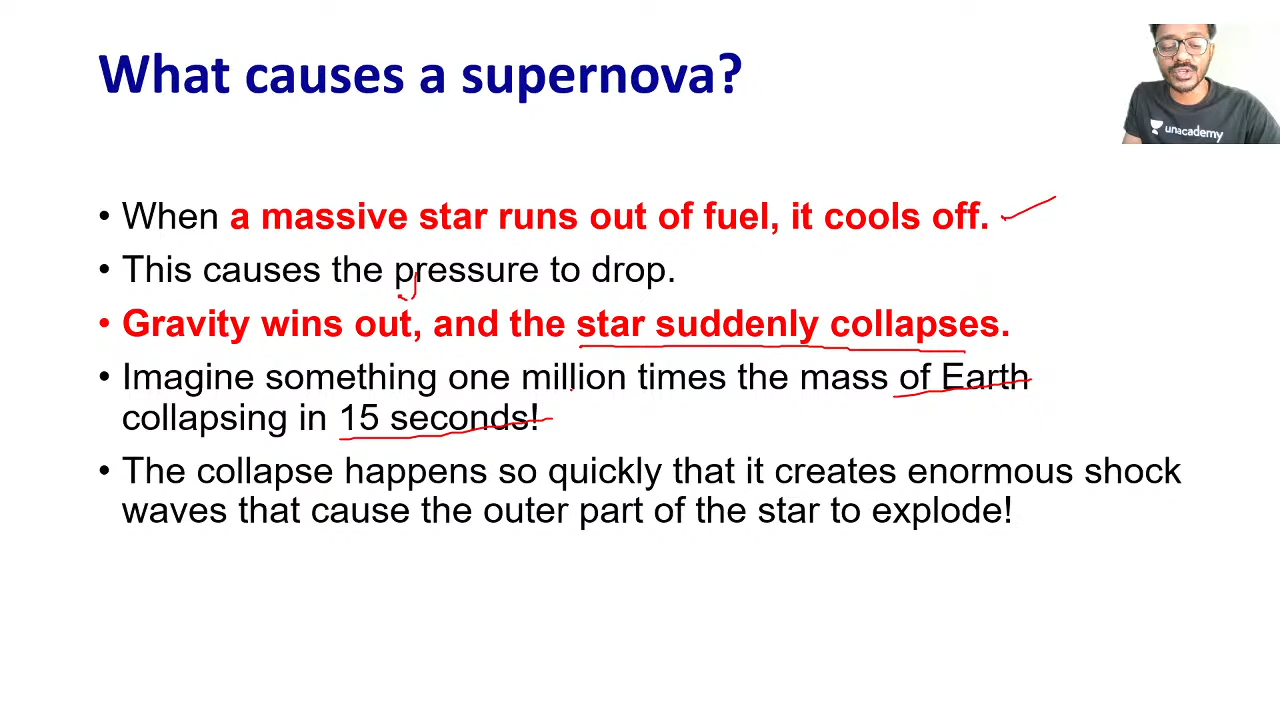 What causes a supernova?
unacademy
• When a massive star runs out of fuel, it cools off.
• This causes the pressure to drop.
• Gravity wins out, and the star suddenly collapses.
• Imagine something one million times the mass of Earth
collapsing in 15 seconds!
• The collapse happens so quickly that it creates enormous shock
waves that cause the outer part of the star to explode!